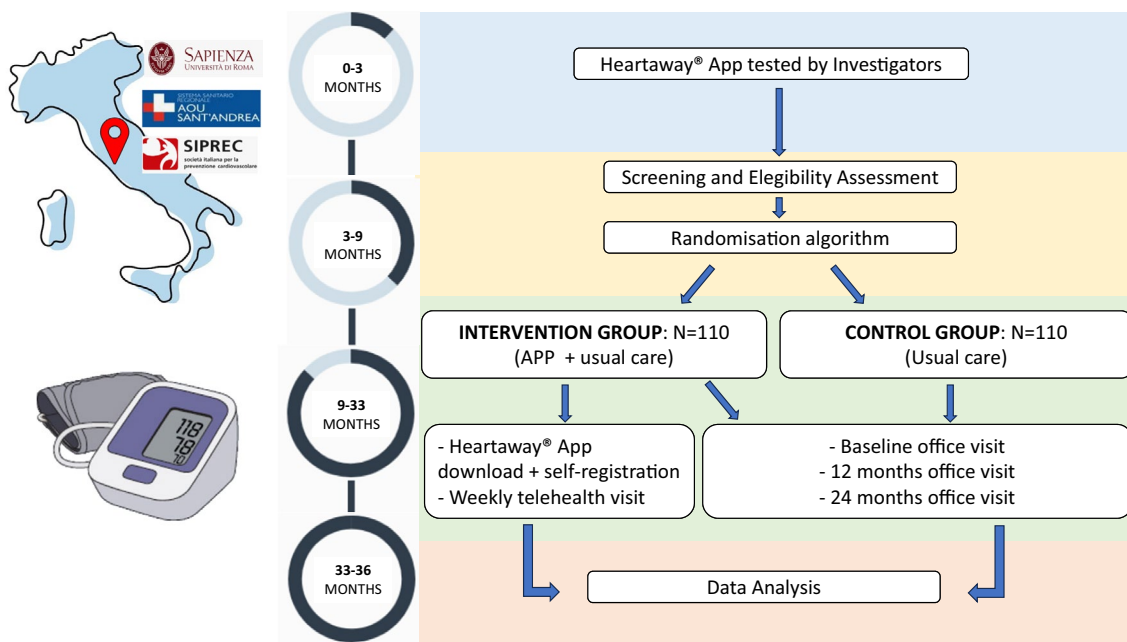 SAPIENZA
UNIVERSITÀ DI ROMA
SISTEMA SANITARIO
REGIONALE
AOU
SANT'ANDREA
SIPREC
società italiana per la
prevenzione cardiovascolare
118
78
70
0-3
MONTHS
3-9
MONTHS
9-33
MONTHS
33-36
MONTHS
Heartaway® App tested by Investigators
Screening and Elegibility Assessment
Randomisation algorithm
INTERVENTION GROUP: N=110
(APP + usual care)
CONTROL GROUP: N=110
(Usual care)
- Heartaway® App
download + self-registration
- Weekly telehealth visit
- Baseline office visit
- 12 months office visit
- 24 months office visit
Data Analysis